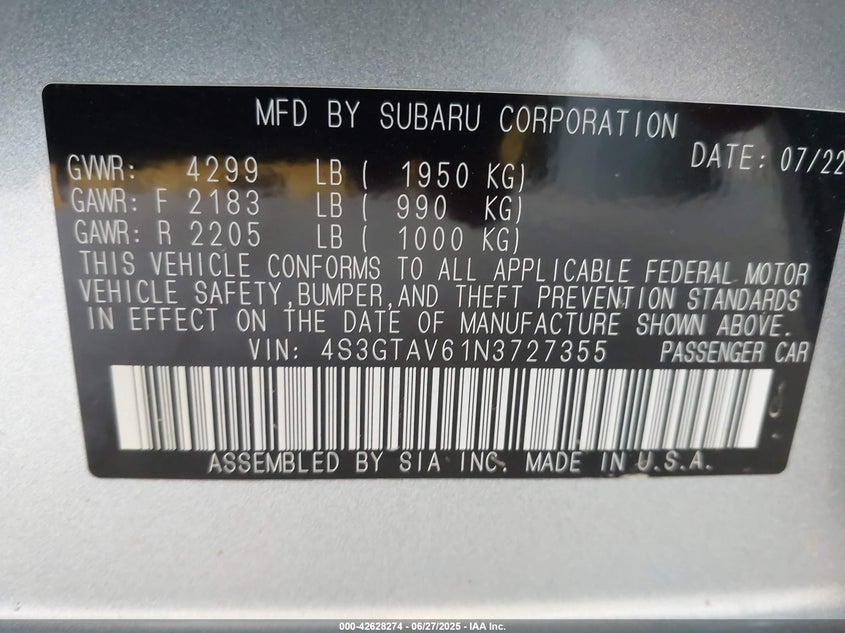 MFD BY SUBARU CORPORATION
DATE: 07/22
GVWR: 4299 LB ( 1950 KG)
GAWR: F 2183 LB ( 990 KG)
GAWR: R 2205 LB ( 1000 KG)
THIS VEHICLE CONFORMS TO ALL APPLICABLE FEDERAL MOTOR
VEHICLE SAFETY,BUMPER,AND THEFT PREVENTION STANDARDS
IN EFFECT ON THE DATE OF MANUFACTURE SHOWN ABOVE.
VIN: 4S3GTAV61N3727355 PASSENGER CAR
ASSEMBLED BY SIA INC. MADE IN U.S.A.
000-42628274 - 06/27/2025 - IAA Inc.